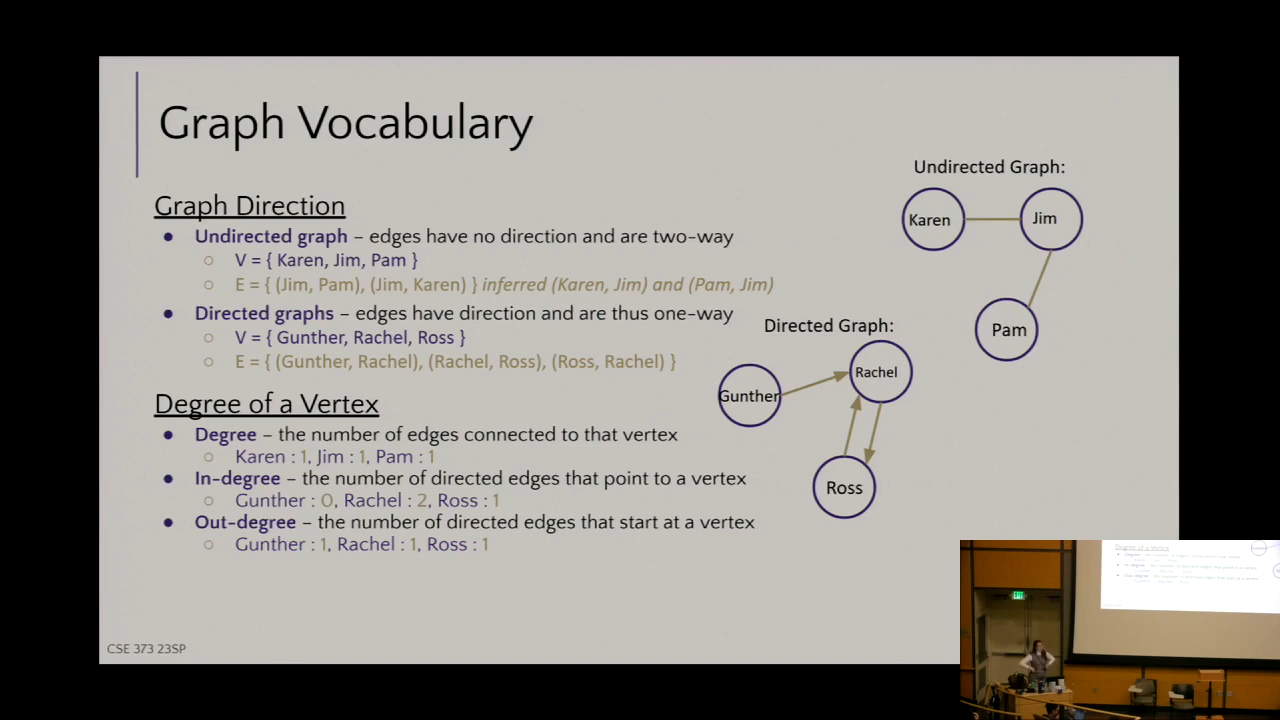 Graph Vocabulary
Graph Direction
● Undirected graph – edges have no direction and are two-way
○ V = { Karen, Jim, Pam }
○ E = { (Jim, Pam), (Jim, Karen) } inferred (Karen, Jim) and (Pam, Jim)
● Directed graphs – edges have direction and are thus one-way
○ V = { Gunther, Rachel, Ross }
○ E = { (Gunther, Rachel), (Rachel, Ross), (Ross, Rachel) }
Degree of a Vertex
● Degree – the number of edges connected to that vertex
○ Karen : 1, Jim : 1, Pam : 1
● In-degree – the number of directed edges that point to a vertex
○ Gunther : 0, Rachel : 2, Ross : 1
● Out-degree – the number of directed edges that start at a vertex
○ Gunther : 1, Rachel : 1, Ross : 1
Undirected Graph:
Karen
Jim
Pam
Directed Graph:
Gunther
Rachel
Ross
CSE 373 23SP
Degree of a Vertex